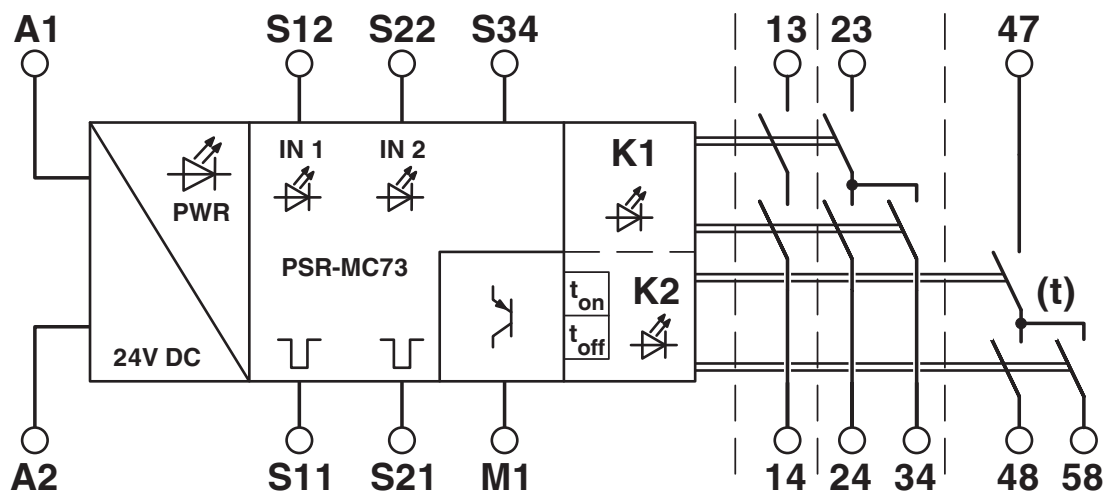 A1 S12 S22 S34 13 23 47
IN 1 IN 2 K1
PWR
PSR-MC73
ton K2 (t)
toff
24V DC
A2 S11 S21 M1 14 24 34 48 58